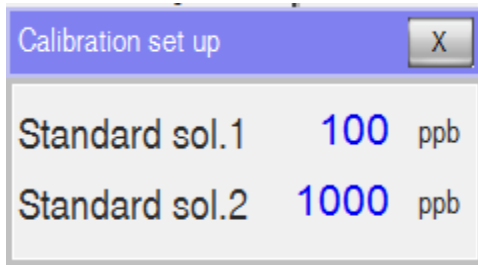 Calibration set up X
Standard sol.1 100 ppb
Standard sol.2 1000 ppb